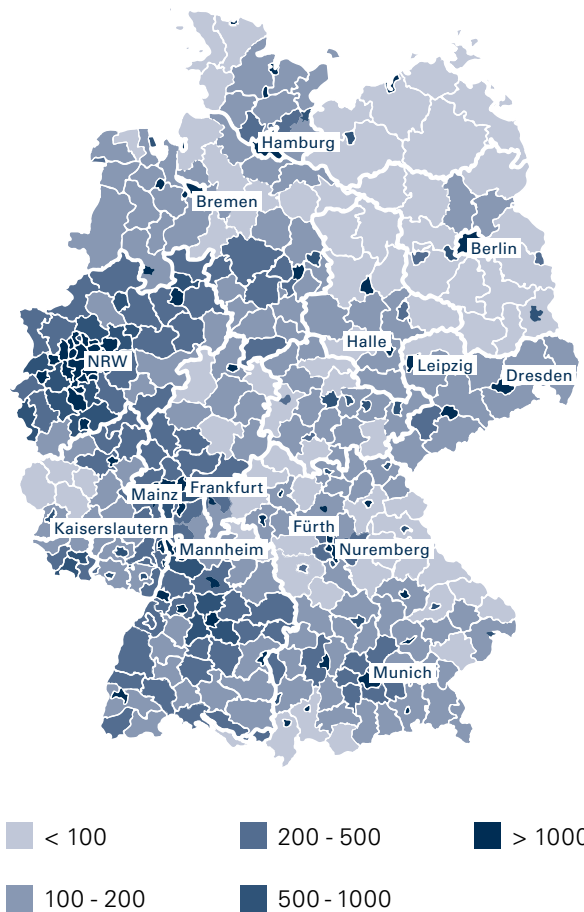 Hamburg
Bremen
Berlin
Halle
Leipzig
NRW
Dresden
Mainz
Frankfurt
Kaiserslautern
Fürth
Mannheim
Nuremberg
Munich
< 100
200 - 500
> 1000
100 - 200
500 - 1000